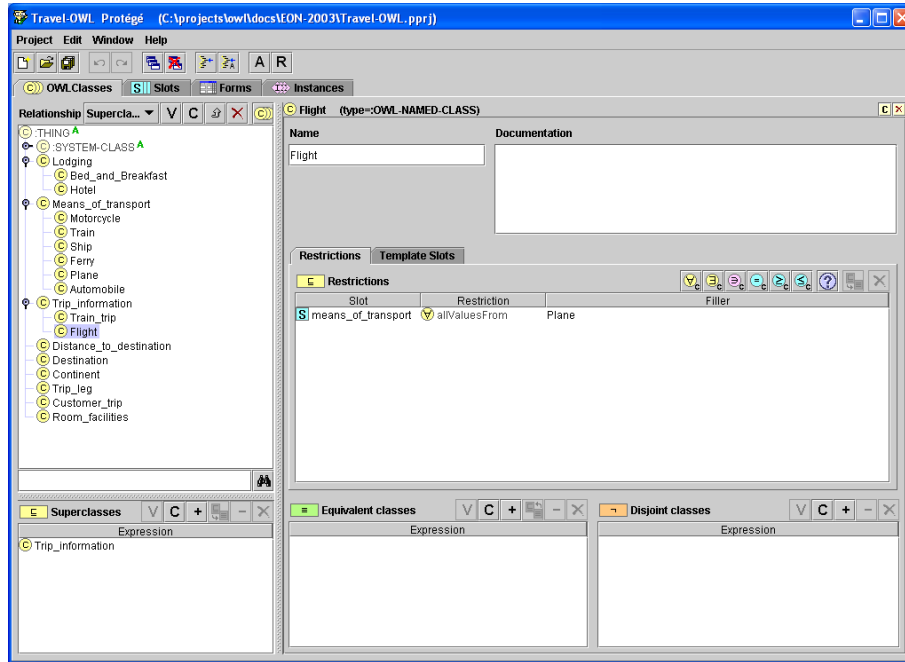 Travel-OWL Protégé (C:\projects\owl\docs\EON-2003\Travel-OWL.pprj)
Project Edit Window Help
A R
C OWLClasses S Slots Forms Instances
Relationship Supercla... V C
C :THING A
C :SYSTEM-CLASS A
C Lodging
C Bed_and_Breakfast
C Hotel
C Means_of_transport
C Motorcycle
C Train
C Ship
C Ferry
C Plane
C Automobile
C Trip_information
C Train_trip
C Flight
C Distance_to_destination
C Destination
C Continent
C Trip_leg
C Customer_trip
C Room_facilities
Superclasses V C + −
Expression
C Trip_information
C Flight (type=:OWL-NAMED-CLASS) C ×
Name Documentation
Flight
Restrictions Template Slots
⊑ Restrictions ∀c ∃c ∋c =c ≥c ≤c ?
Slot Restriction Filler
S means_of_transport ∀ allValuesFrom Plane
≡ Equivalent classes V C + −
Expression
¬ Disjoint classes V C + −
Expression